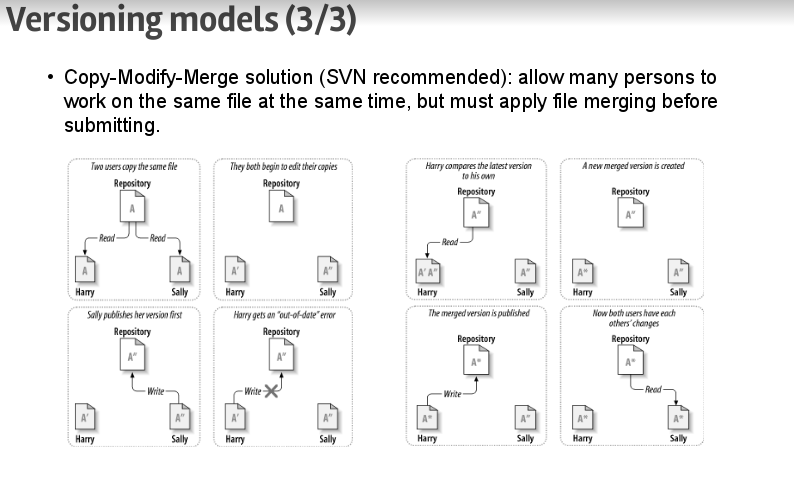 Versioning models (3/3)
• Copy-Modify-Merge solution (SVN recommended): allow many persons to
work on the same file at the same time, but must apply file merging before
submitting.
Two users copy the same file
Repository
A
Read
Read
A
A
Harry
Sally
They both begin to edit their copies
Repository
A
A'
A"
Harry
Sally
Sally publishes her version first
Repository
A"
Write
A'
A"
Harry
Sally
Harry gets an "out-of-date" error
Repository
A"
Write
A'
A"
Harry
Sally
Harry compares the latest version
to his own
Repository
A"
Read
A' A"
A"
Harry
Sally
A new merged version is created
Repository
A"
A*
A"
Harry
Sally
The merged version is published
Repository
A*
Write
A*
A"
Harry
Sally
Now both users have each
others' changes
Repository
A*
Read
A*
A*
Harry
Sally